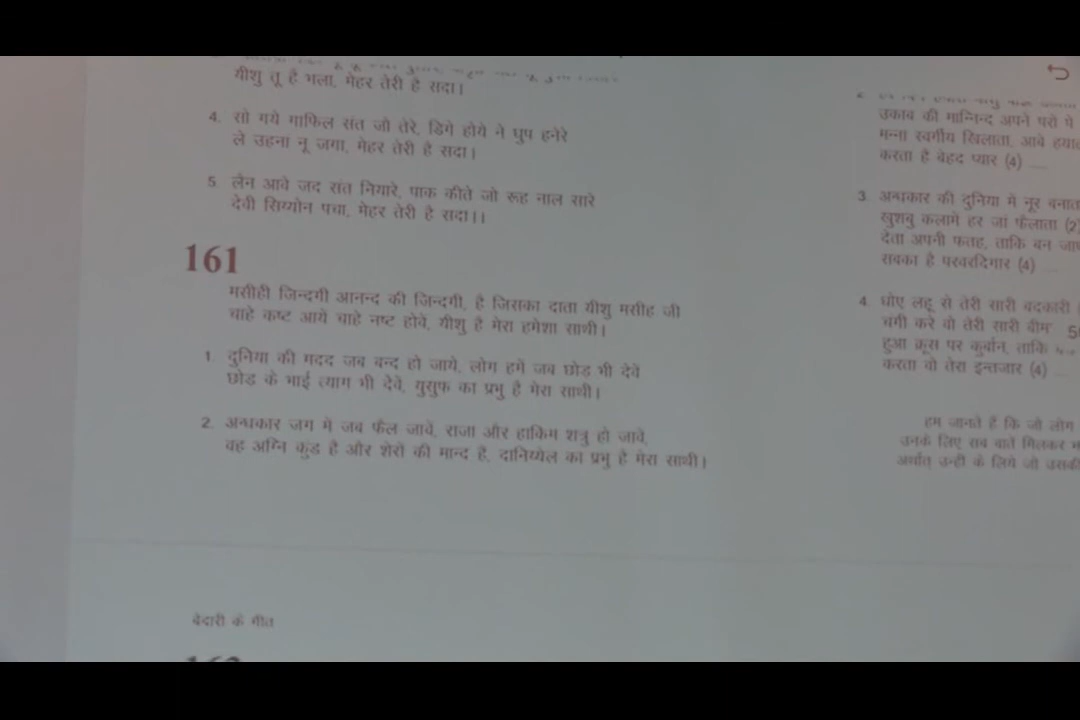 यीशु तू है भला, मेहर तेरी है सदा।
4. सो गये गाफिल संत जो तेरे, डिगे होये ने घुप हनेरे
ले उहना नू जगा, मेहर तेरी है सदा।
5. लैन आवे जद संत नियारे, पाक कीते जो रूह नाल सारे
देवी सिय्योन पचा, मेहर तेरी है सदा।।
161
मसीही जिन्दगी आनन्द की जिन्दगी, है जिसका दाता यीशु मसीह जी
चाहे कष्ट आये चाहे नष्ट होवे, यीशु है मेरा हमेशा साथी।
1. दुनिया की मदद जब बन्द हो जाये, लोग हमें जब छोड भी देवें
छोड के भाई त्याग भी देवें, युसुफ का प्रभु है मेरा साथी।
2. अन्धकार जग में जब फैल जावें, राजा और हाकिम शत्रु हो जावें,
वह अग्नि कुंड है और शेरों की मान्द है, दानिय्येल का प्रभु है मेरा साथी।
बेदारी के गीत
उकाब की मान्निन्द अपने परों पे
मन्ना स्वर्गीय खिलाता, आबे
करता है बेहद प्यार (4)
3. अन्धकार की दुनिया में नूर
खुशबु कलामे हर जां फैलाता (2)
देता अपनी फतह, ताकि बन
सबका है परवरदिगार (4)
4. धोए लहू से तेरी सारी बदकारी
चंगी करे वो तेरी सारी
हुआ क्रूस पर कुर्बान, ताकि
करता वो तेरा इन्तजार (4)
हम जानते हैं कि जो लोग
उनके लिए सब बातें मिलकर
अर्थात् उन्हीं के लिये जो